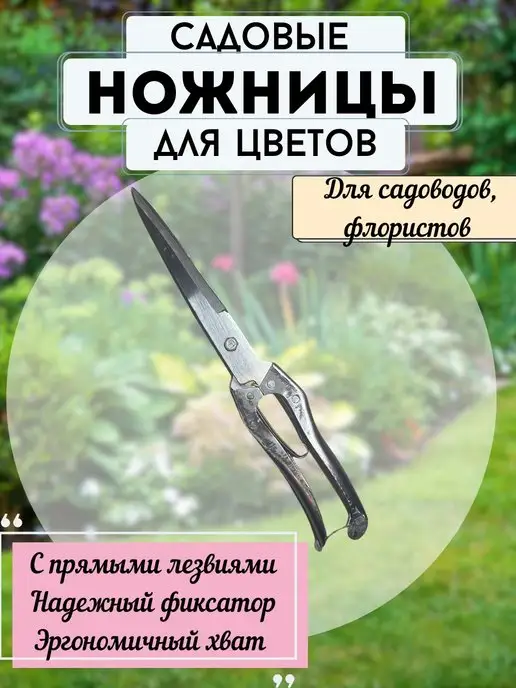 САДОВЫЕ
НОЖНИЦЫ
ДЛЯ ЦВЕТОВ
Для садоводов,
флористов
С прямыми лезвиями
Надежный фиксатор
Эргономичный хват